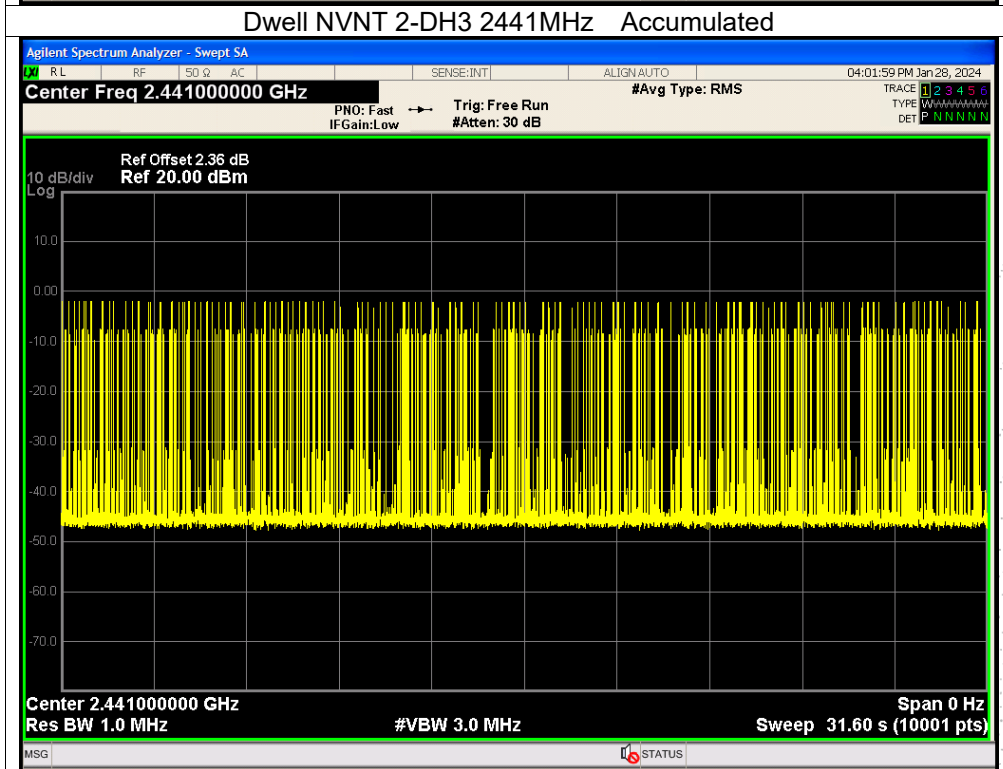 Dwell NVNT 2-DH3 2441MHz Accumulated
Agilent Spectrum Analyzer - Swept SA
LXI RL RF 50 Ω AC SENSE:INT ALIGN AUTO 04:01:59 PM Jan 28, 2024
Center Freq 2.441000000 GHz #Avg Type: RMS TRACE 1 2 3 4 5 6
PNO: Fast Trig: Free Run TYPE WWWWWW
IFGain:Low #Atten: 30 dB DET P N N N N N
Ref Offset 2.36 dB
10 dB/div Ref 20.00 dBm
Log
10.0
0.00
-10.0
-20.0
-30.0
-40.0
-50.0
-60.0
-70.0
Center 2.441000000 GHz Span 0 Hz
Res BW 1.0 MHz #VBW 3.0 MHz Sweep 31.60 s (10001 pts)
MSG STATUS